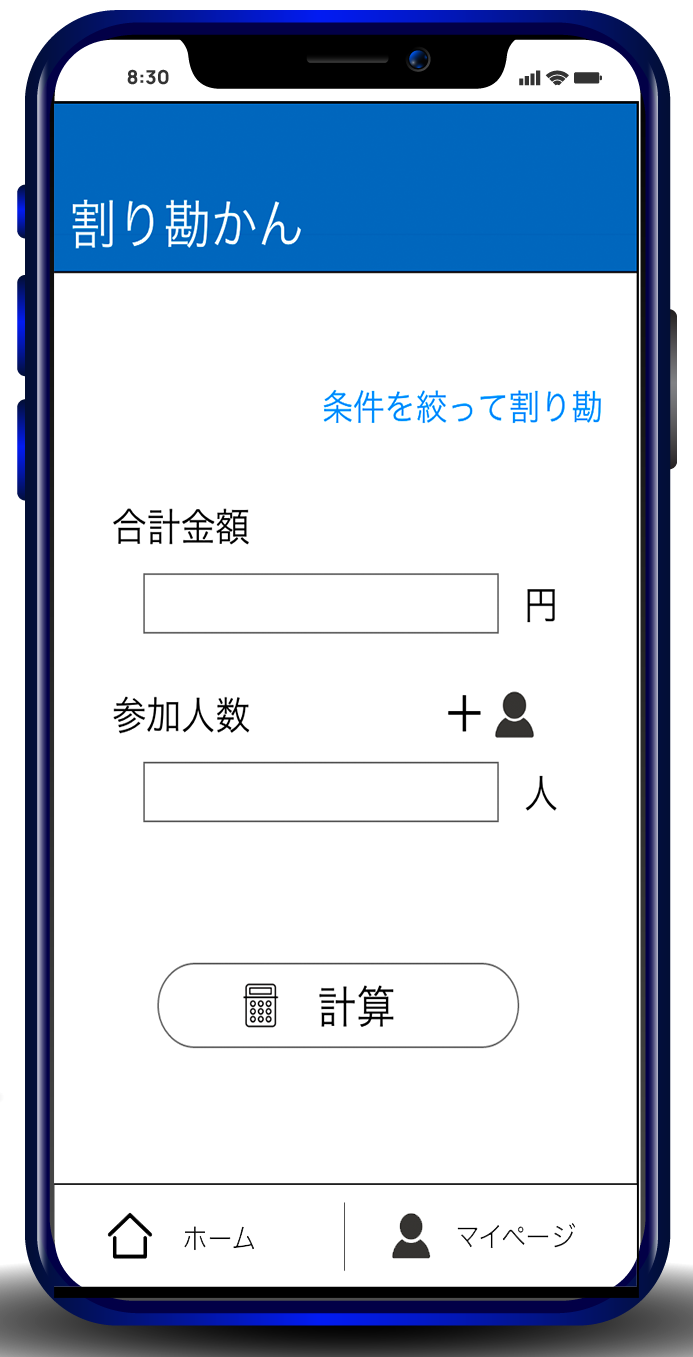 8:30
割り勘かん
条件を絞って割り勘
合計金額
円
参加人数
人
計算
ホーム マイページ